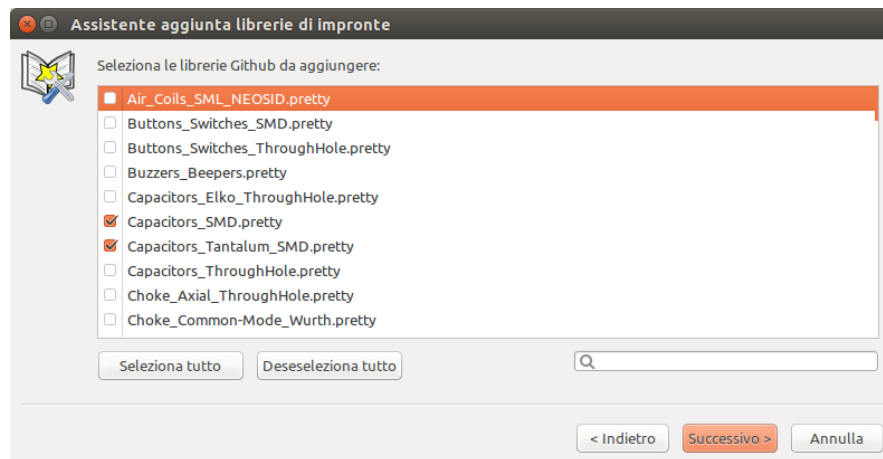 Assistente aggiunta librerie di impronte
Seleziona le librerie Github da aggiungere:
Air_Coils_SML_NEOSID.pretty
Buttons_Switches_SMD.pretty
Buttons_Switches_ThroughHole.pretty
Buzzers_Beepers.pretty
Capacitors_Elko_ThroughHole.pretty
Capacitors_SMD.pretty
Capacitors_Tantalum_SMD.pretty
Capacitors_ThroughHole.pretty
Choke_Axial_ThroughHole.pretty
Choke_Common-Mode_Wurth.pretty
Seleziona tutto Deseseleziona tutto
< Indietro Successivo > Annulla